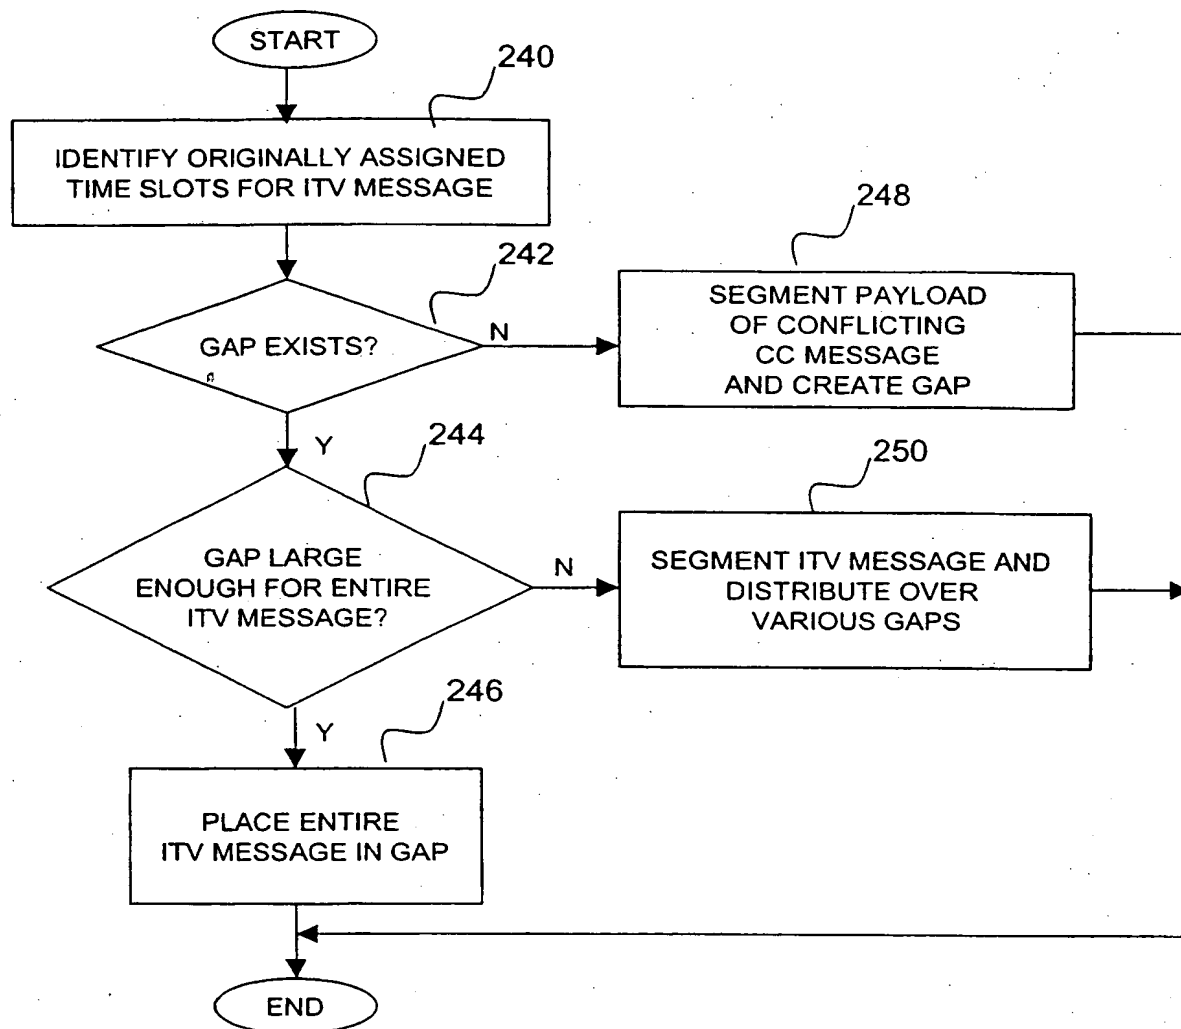 START
240
IDENTIFY ORIGINALLY ASSIGNED
TIME SLOTS FOR ITV MESSAGE
242
GAP EXISTS?
N
248
SEGMENT PAYLOAD
OF CONFLICTING
CC MESSAGE
AND CREATE GAP
Y
244
GAP LARGE
ENOUGH FOR ENTIRE
ITV MESSAGE?
N
250
SEGMENT ITV MESSAGE AND
DISTRIBUTE OVER
VARIOUS GAPS
Y
246
PLACE ENTIRE
ITV MESSAGE IN GAP
END